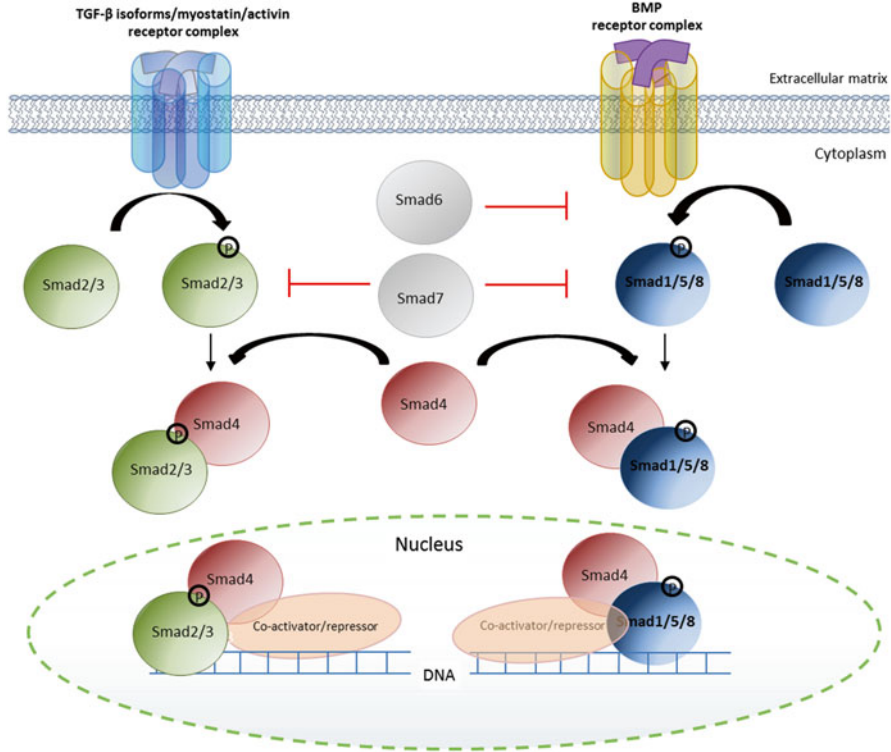 TGF-β isoforms/myostatin/activin
receptor complex
BMP
receptor complex
Extracellular matrix
Cytoplasm
Smad6
P
P
Smad2/3
Smad2/3
Smad7
Smad1/5/8
Smad1/5/8
Smad4
Smad4
Smad4
P
P
Smad2/3
Smad1/5/8
Nucleus
Smad4
Smad4
P
P
Smad2/3
Co-activator/repressor
Co-activator/repressor
Smad1/5/8
DNA